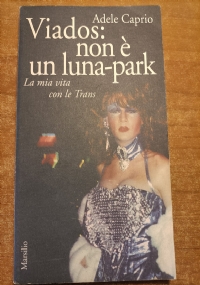 Adele Caprio
Viados:
non è
un luna-park
La mia vita
con le Trans
Marsilio